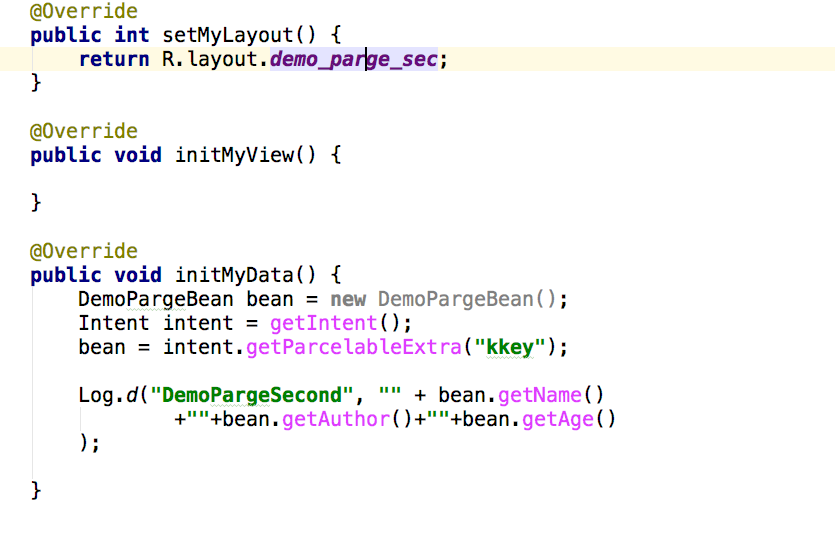 @Override
public int setMyLayout() {
    return R.layout.demo_parge_sec;
}
@Override
public void initMyView() {
}
@Override
public void initMyData() {
    DemoPargeBean bean = new DemoPargeBean();
    Intent intent = getIntent();
    bean = intent.getParcelableExtra("kkey");
    Log.d("DemoPargeSecond", "" + bean.getName()
            +""+bean.getAuthor()+""+bean.getAge()
    );
}